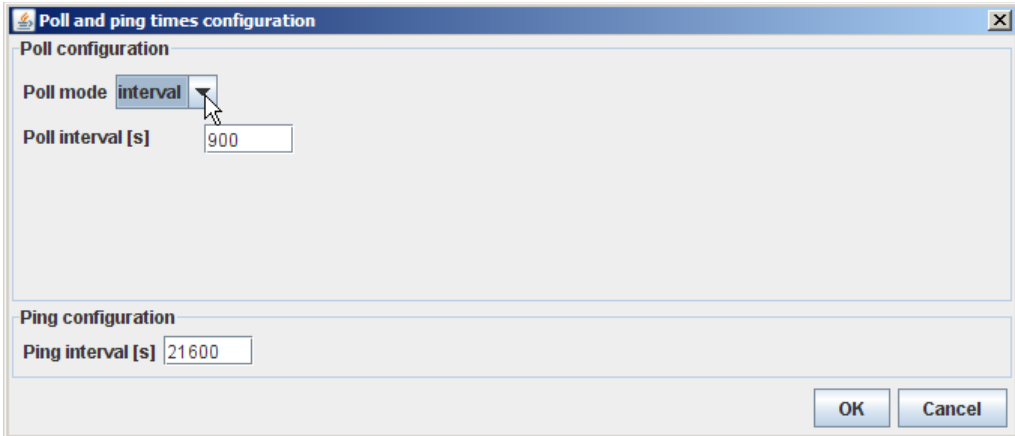 Poll and ping times configuration
Poll configuration
Poll mode interval
Poll interval [s] 900
Ping configuration
Ping interval [s] 21600
OK Cancel